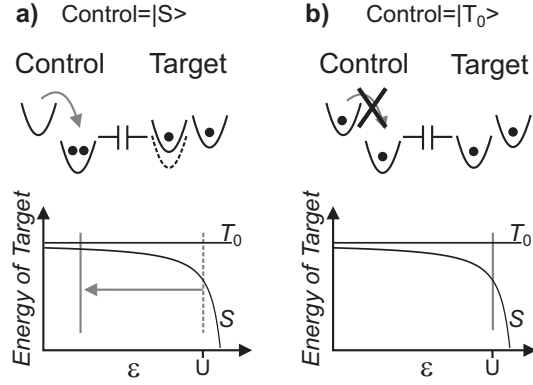 a) Control=|S>
Control Target
Energy of Target
T0
S
ε U
b) Control=|T0>
Control Target
Energy of Target
T0
S
ε U